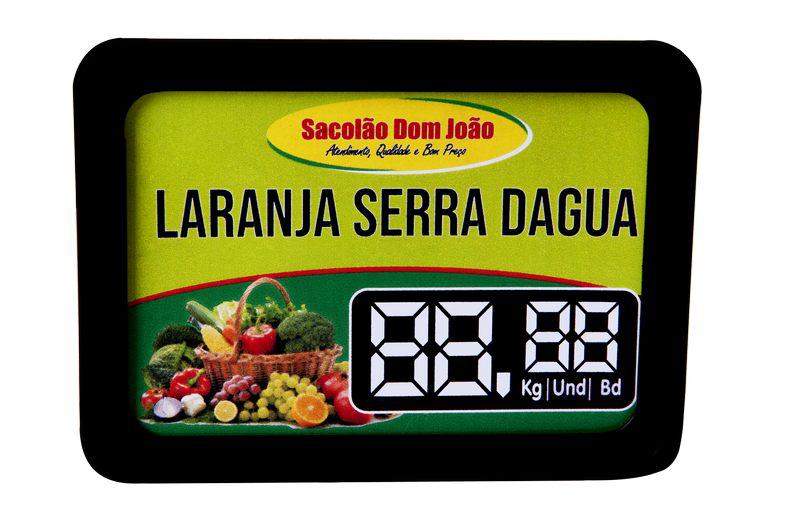 Sacolão Dom João
Atendimento, Qualidade e Bom Preço
LARANJA SERRA DAGUA
88,88
Kg|Und| Bd